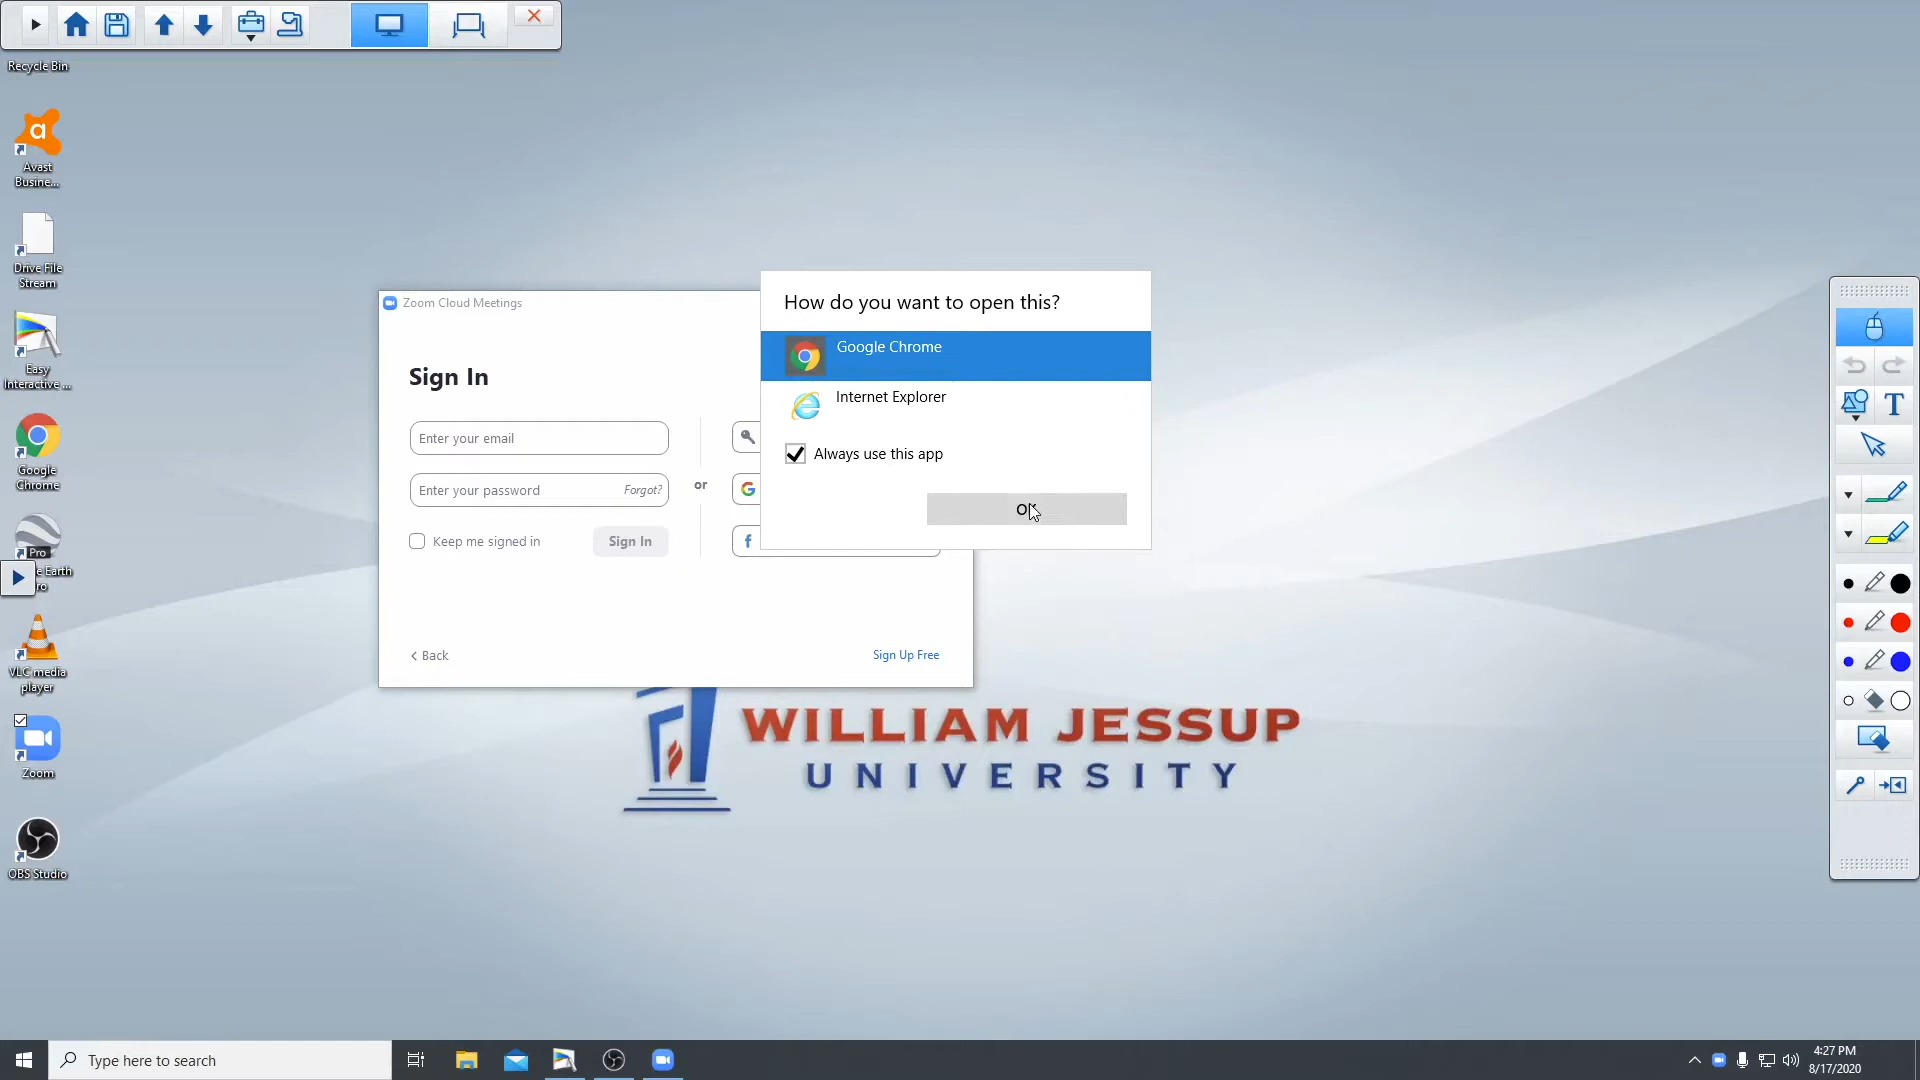 Recycle Bin
Avast
Busine...
Drive File
Stream
Easy
Interactive ...
Google
Chrome
Pro
e Earth
ro
VLC media
player
Zoom
OBS Studio
Zoom Cloud Meetings
Sign In
Enter your email
Enter your password
Forgot?
Keep me signed in
Sign In
or
Back
Sign Up Free
How do you want to open this?
Google Chrome
Internet Explorer
Always use this app
WILLIAM JESSUP
UNIVERSITY
T
Type here to search
4:27 PM
8/17/2020